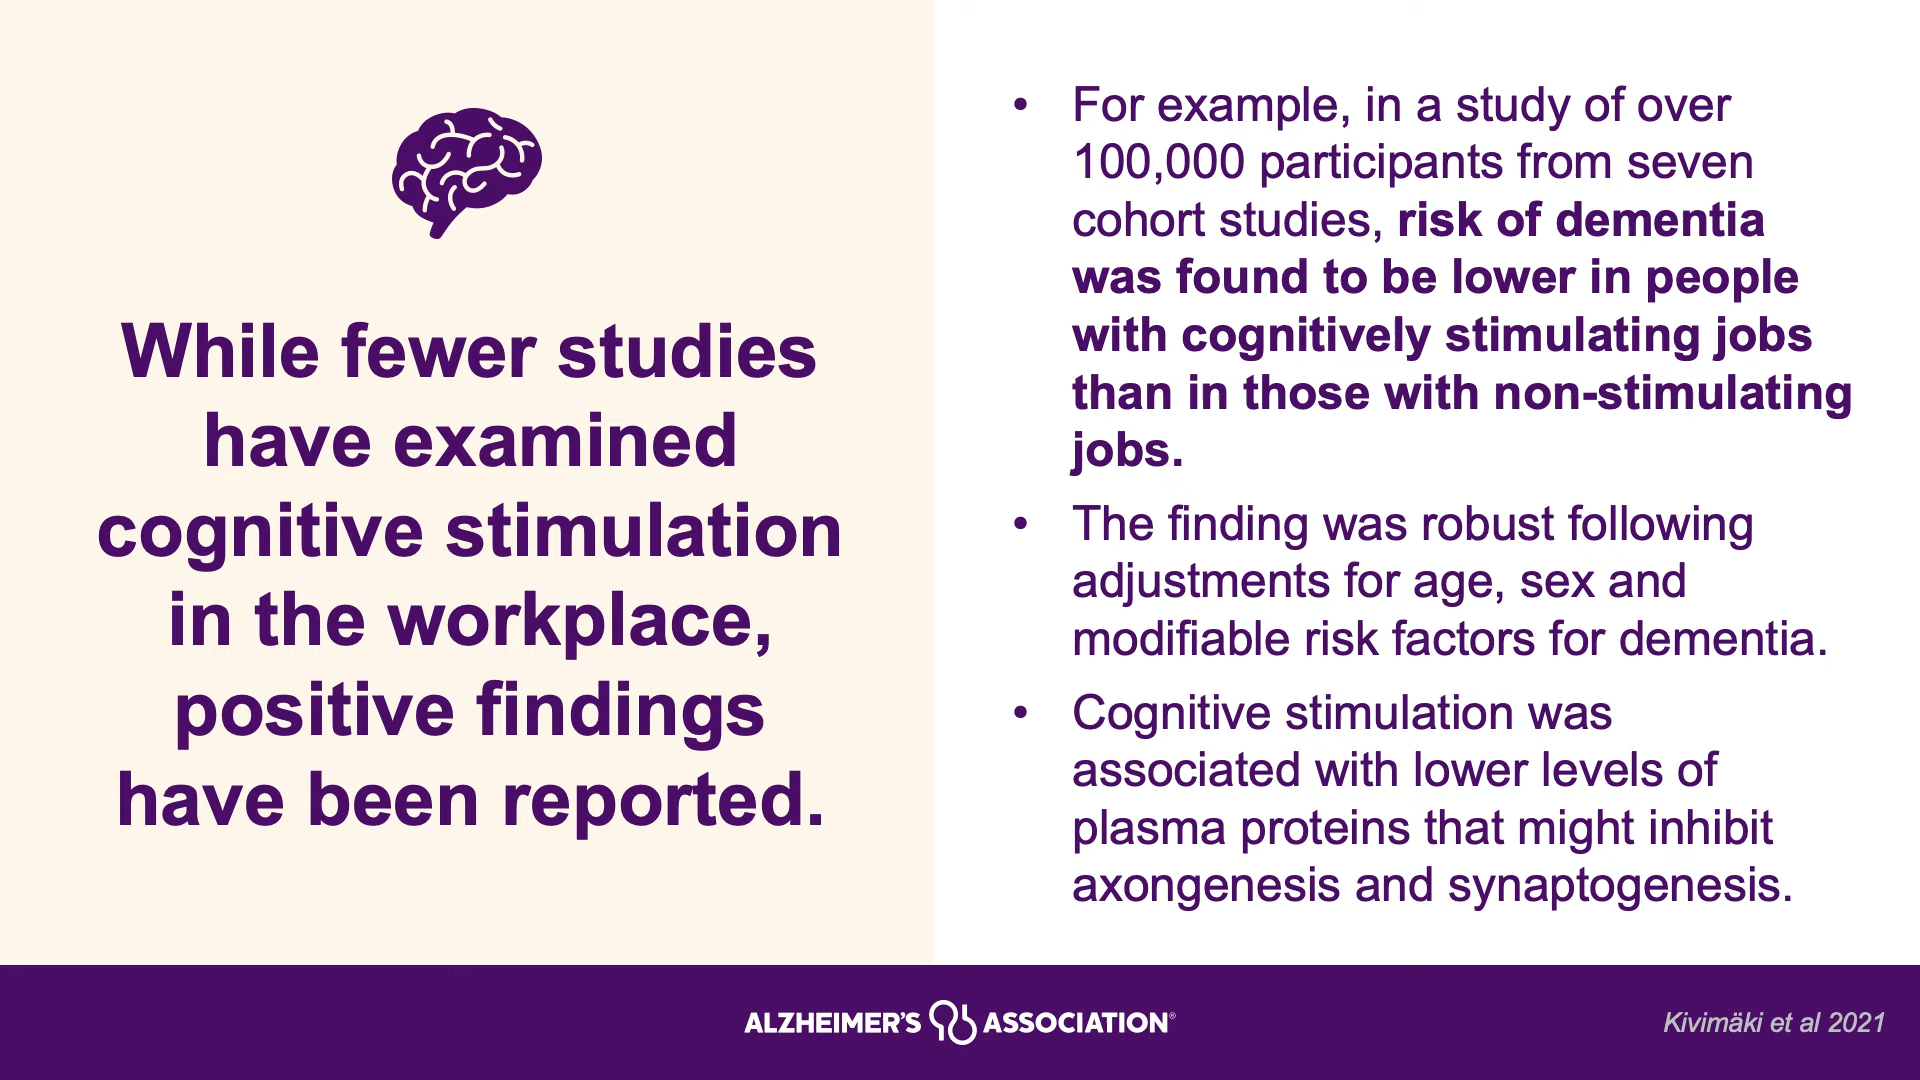 While fewer studies
have examined
cognitive stimulation
in the workplace,
positive findings
have been reported.
• For example, in a study of over
100,000 participants from seven
cohort studies, risk of dementia
was found to be lower in people
with cognitively stimulating jobs
than in those with non-stimulating
jobs.
• The finding was robust following
adjustments for age, sex and
modifiable risk factors for dementia.
• Cognitive stimulation was
associated with lower levels of
plasma proteins that might inhibit
axongenesis and synaptogenesis.
ALZHEIMER'S ASSOCIATION®
Kivimäki et al 2021